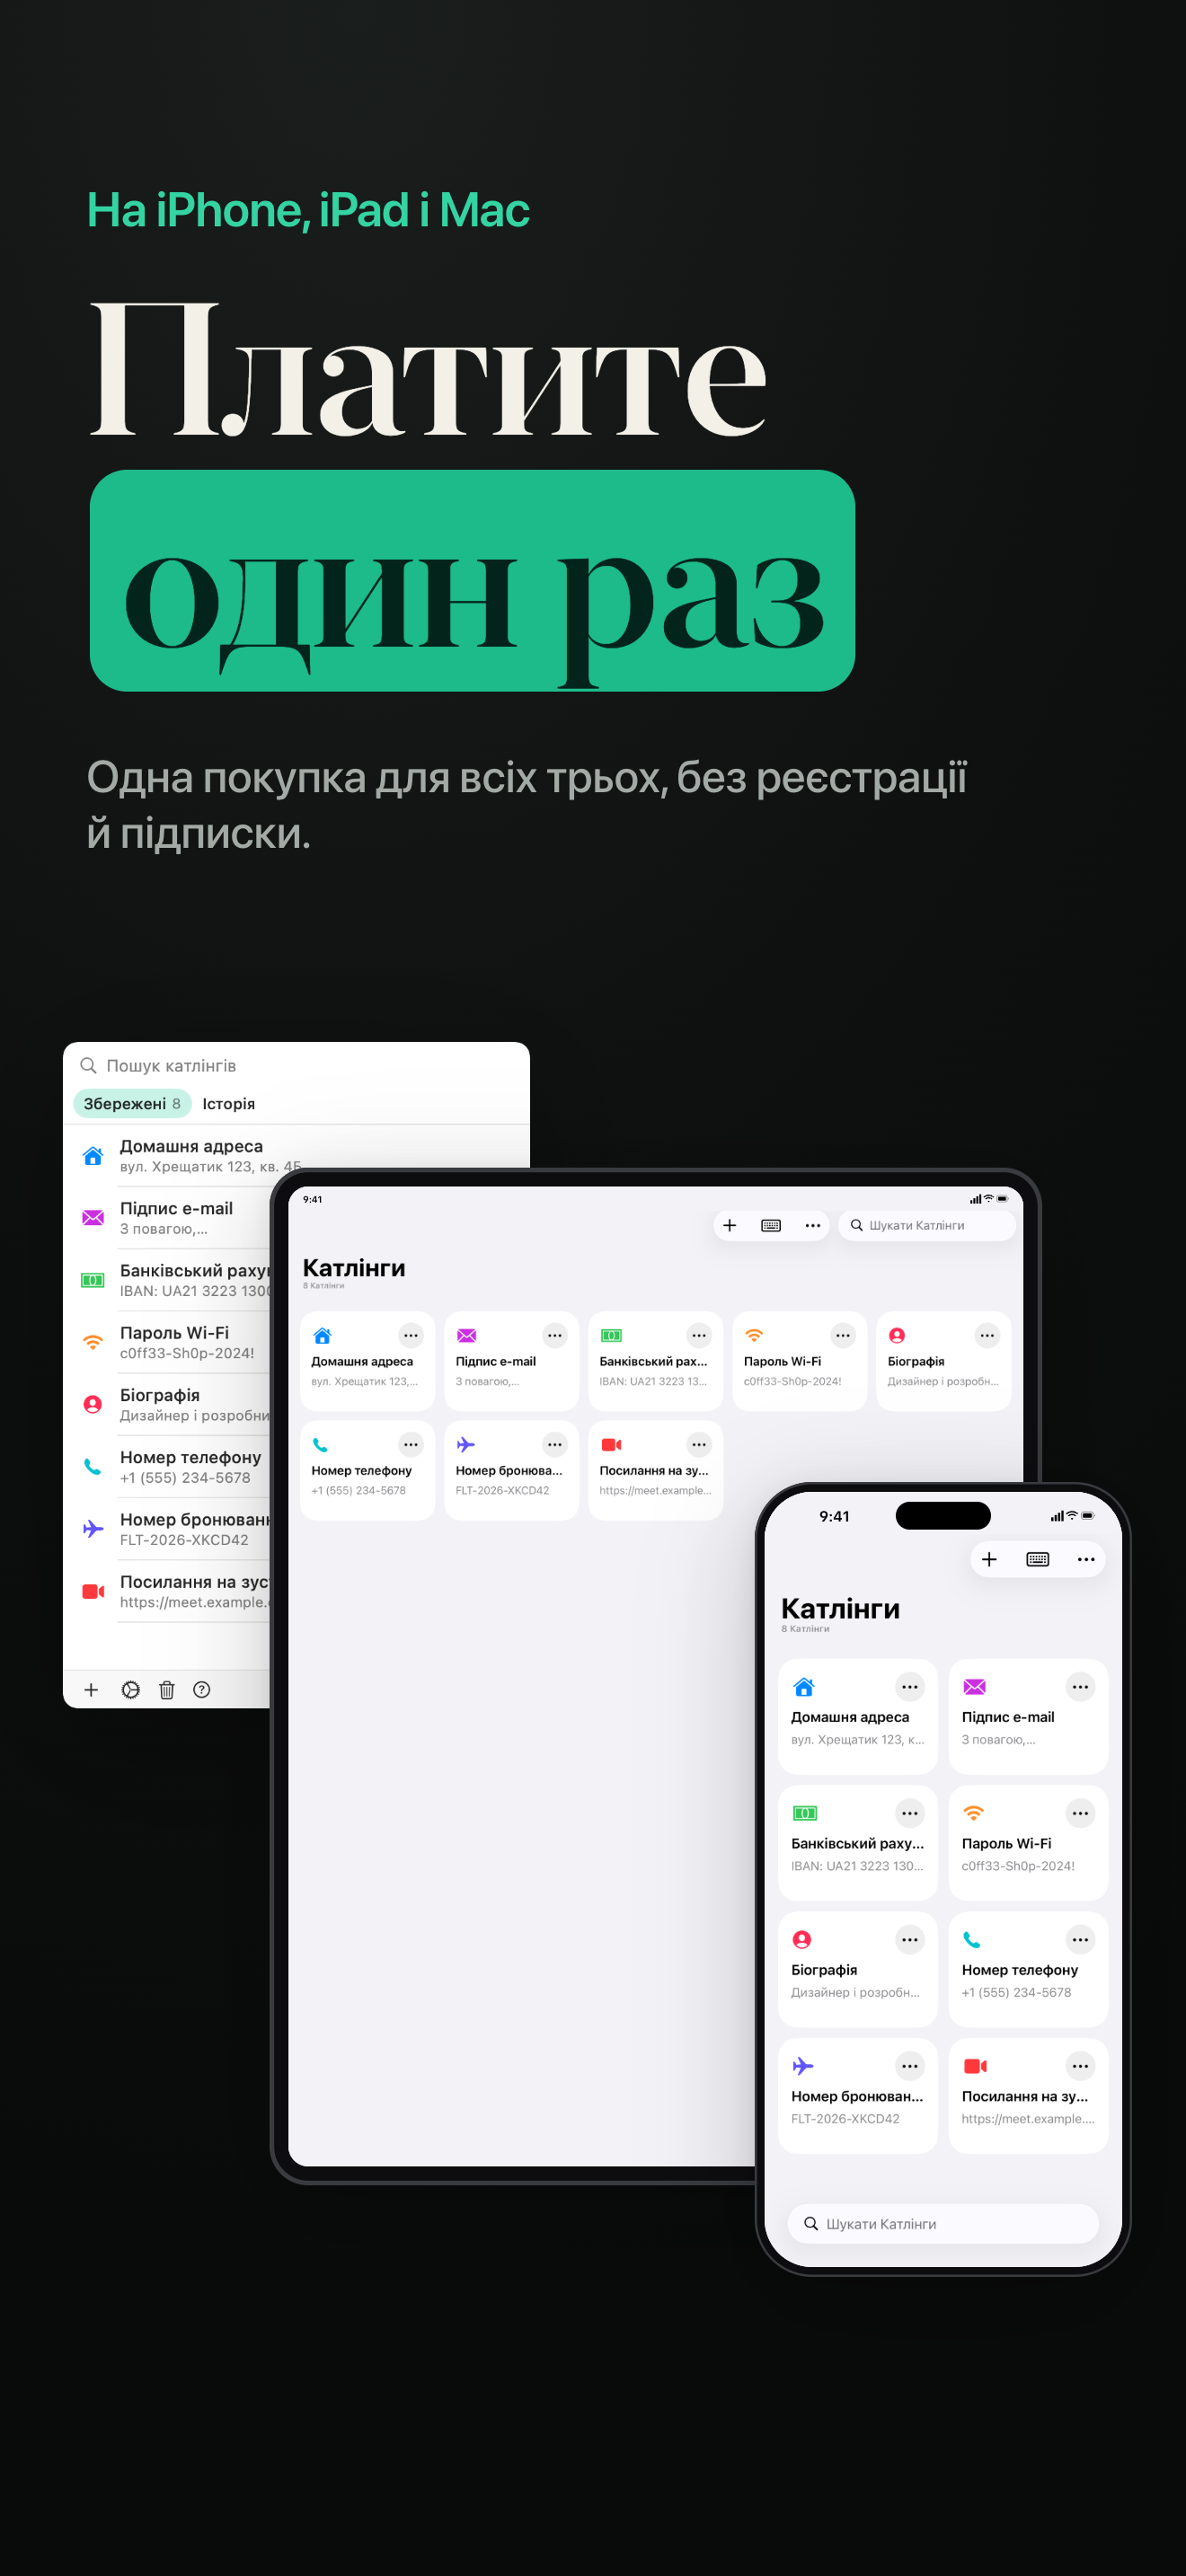 На iPhone, iPad і Mac
Платите
один раз
Одна покупка для всіх трьох, без реєстрації
й підписки.
Пошук катлінгів
Збережені 8 Історія
Домашня адреса
вул. Хрещатик 123, кв. 4Б
Підпис e-mail
З повагою,...
Банківський раху
IBAN: UA21 3223 130
Пароль Wi-Fi
c0ff33-Sh0p-2024!
Біографія
Дизайнер і розробни
Номер телефону
+1 (555) 234-5678
Номер бронюван
FLT-2026-XKCD42
Посилання на зус
https://meet.example.
9:41
Шукати Катлінги
Катлінги
8 Катлінги
Домашня адреса
вул. Хрещатик 123,...
Підпис e-mail
З повагою,...
Банківський рах...
IBAN: UA21 3223 13...
Пароль Wi-Fi
c0ff33-Sh0p-2024!
Біографія
Дизайнер і розробн...
Номер телефону
+1 (555) 234-5678
Номер бронюва...
FLT-2026-XKCD42
Посилання на зу...
https://meet.example...
9:41
Катлінги
8 Катлінги
Домашня адреса
вул. Хрещатик 123, к...
Підпис e-mail
З повагою,...
Банківський раху...
IBAN: UA21 3223 130...
Пароль Wi-Fi
c0ff33-Sh0p-2024!
Біографія
Дизайнер і розробн...
Номер телефону
+1 (555) 234-5678
Номер бронюван...
FLT-2026-XKCD42
Посилання на зу...
https://meet.example....
Шукати Катлінги